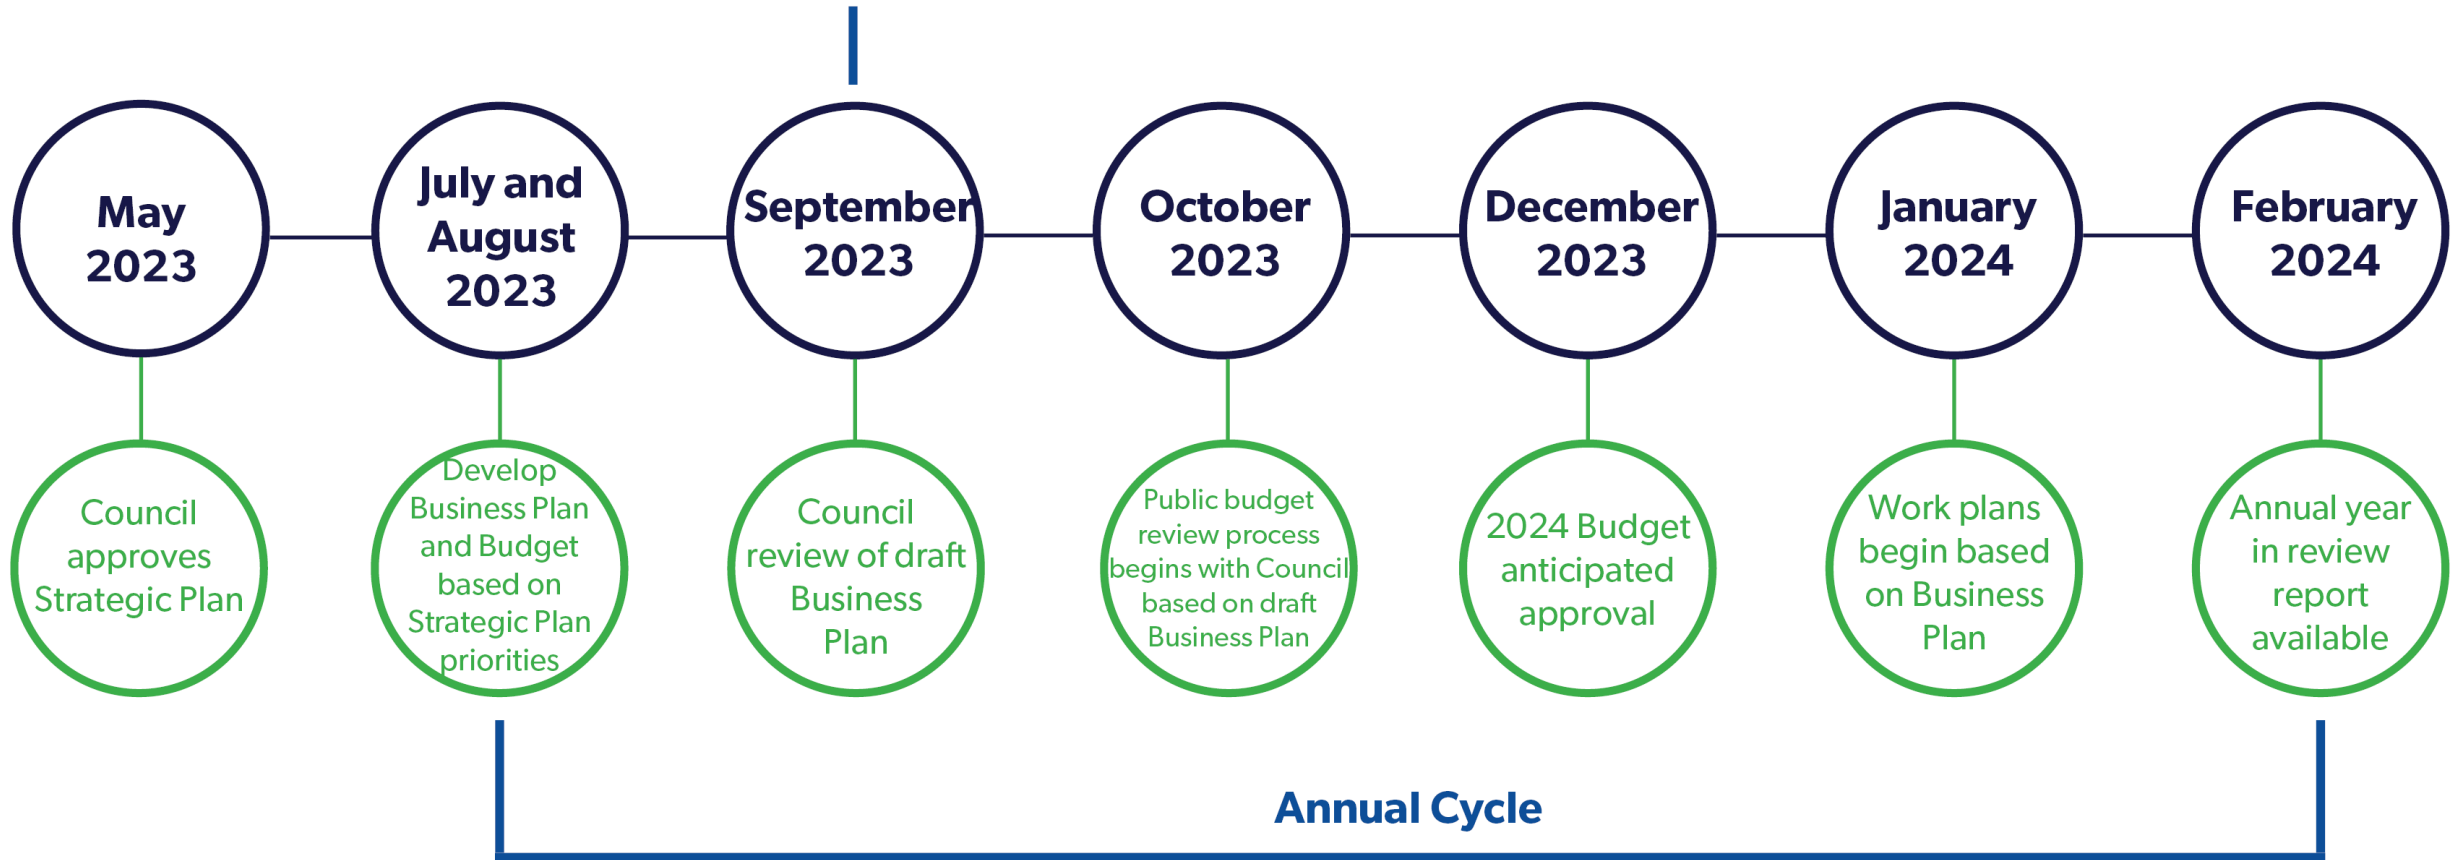 May
2023
July and
August
2023
September
2023
October
2023
December
2023
January
2024
February
2024
Council
approves
Strategic Plan
Develop
Business Plan
and Budget
based on
Strategic Plan
priorities
Council
review of draft
Business
Plan
Public budget
review process
begins with Council
based on draft
Business Plan
2024 Budget
anticipated
approval
Work plans
begin based
on Business
Plan
Annual year
in review
report
available
Annual Cycle